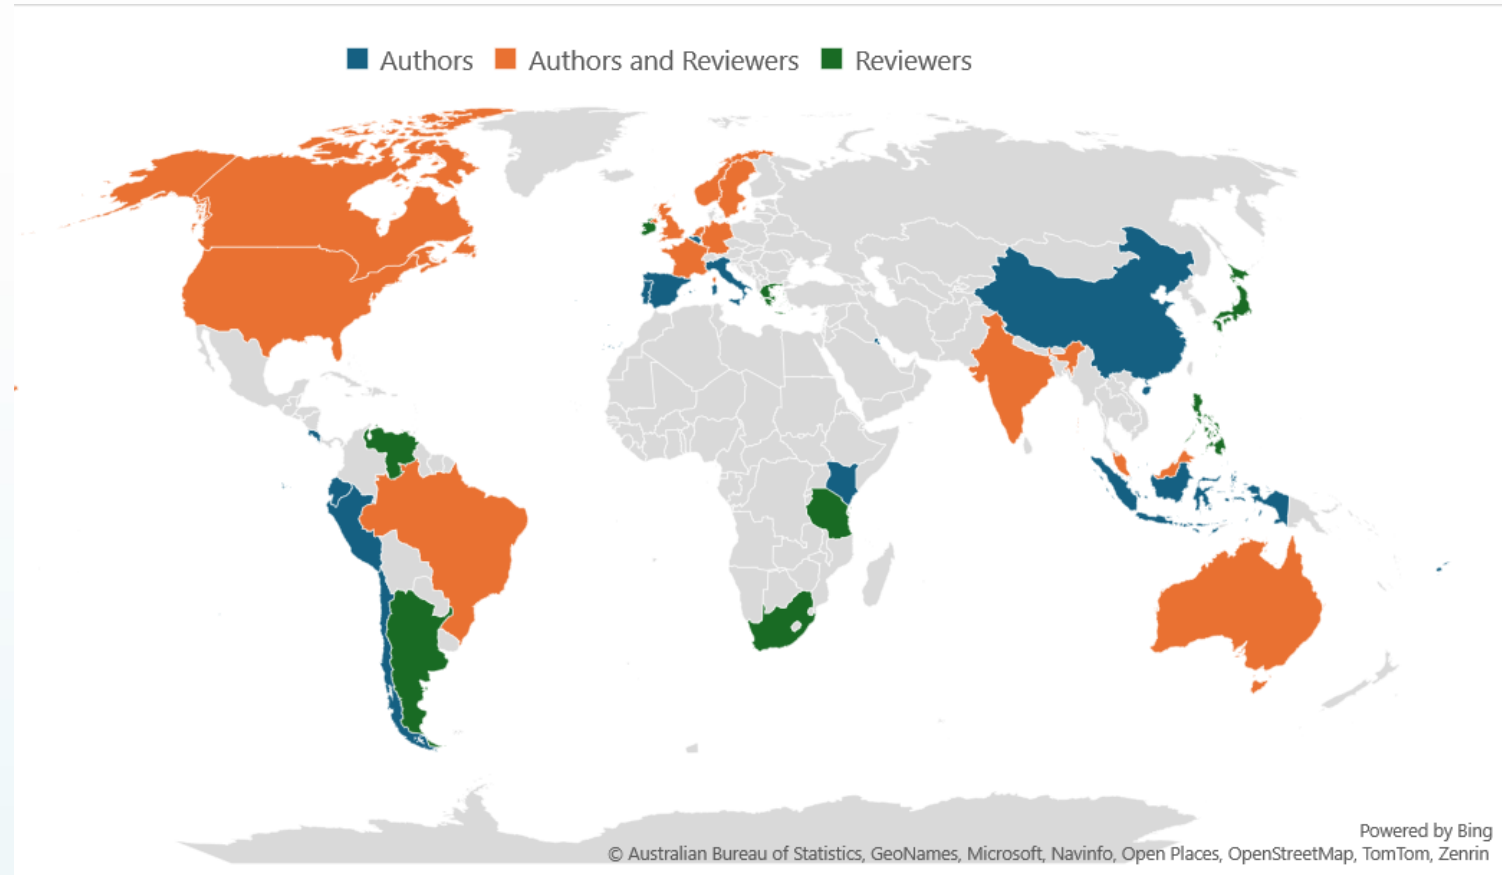 Authors Authors and Reviewers Reviewers
Powered by Bing
© Australian Bureau of Statistics, GeoNames, Microsoft, Navinfo, Open Places, OpenStreetMap, TomTom, Zenrin